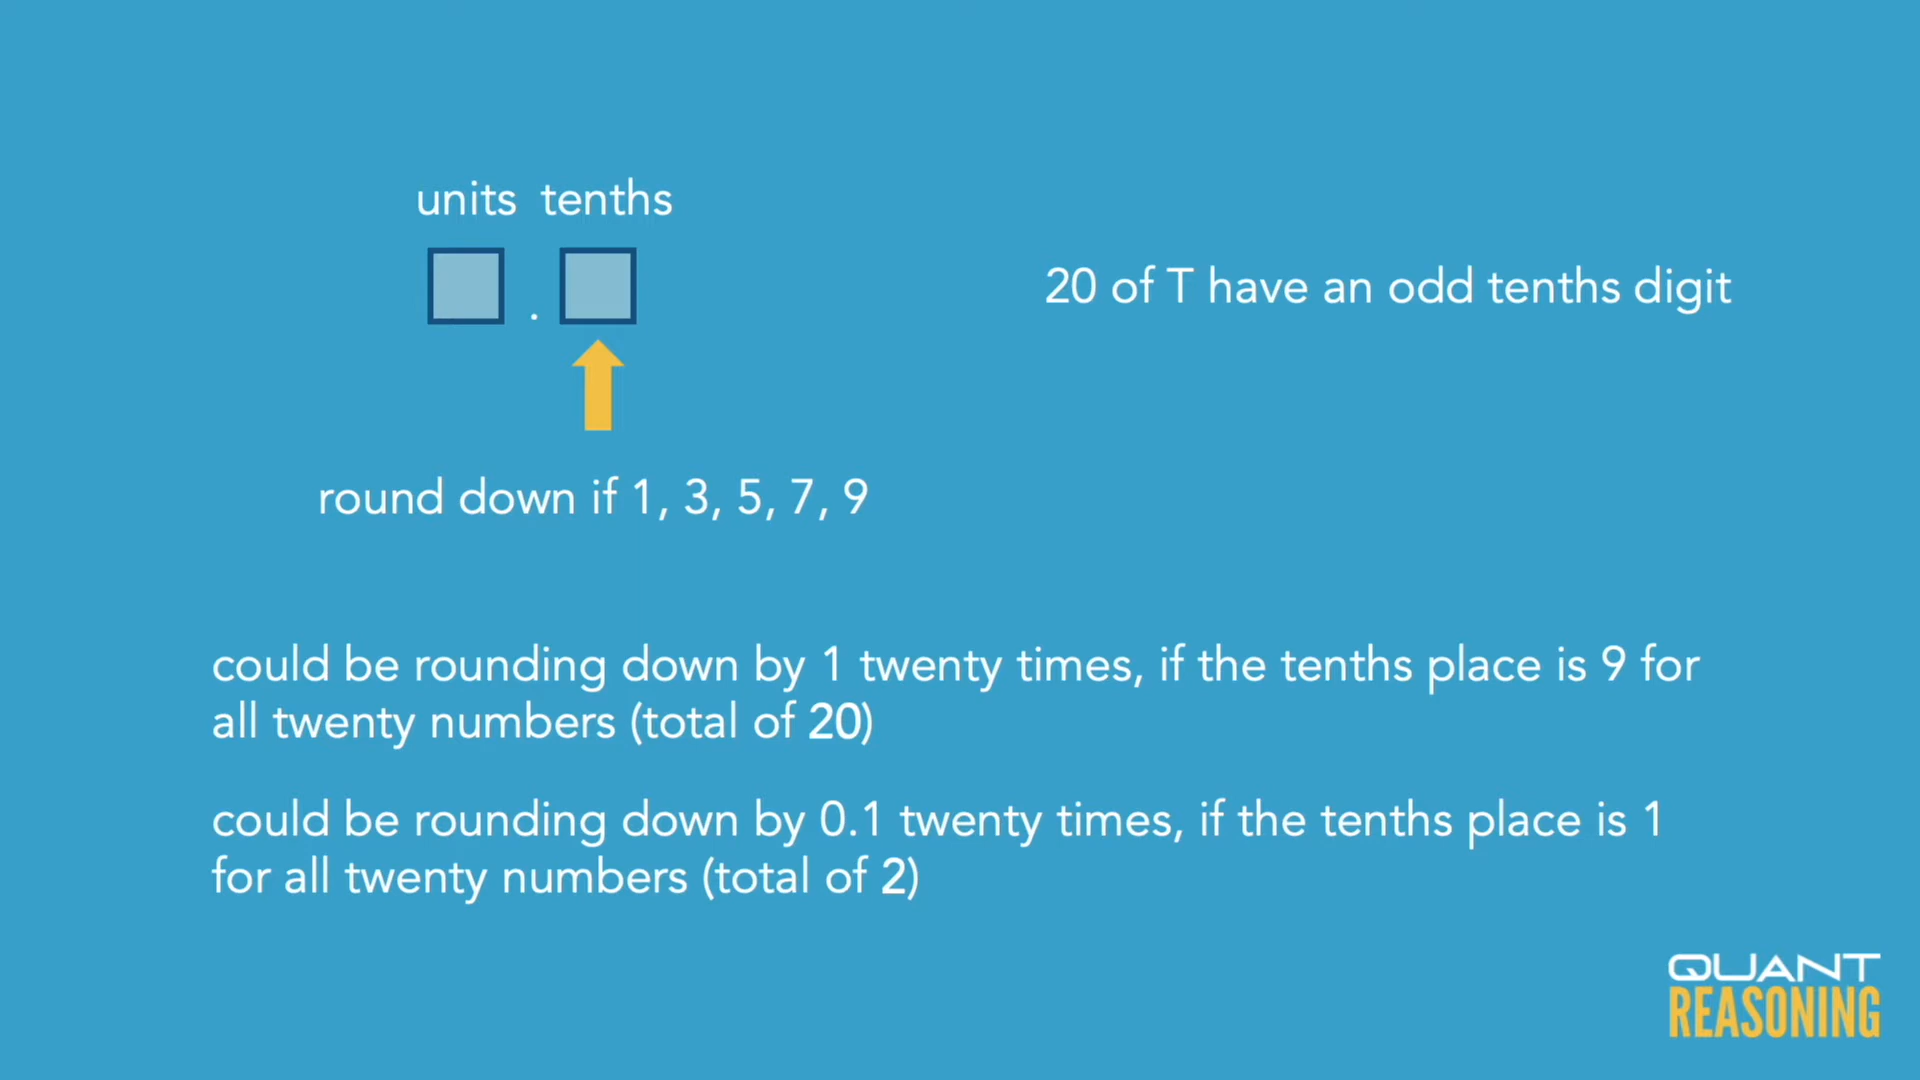 units tenths
.
20 of T have an odd tenths digit
round down if 1, 3, 5, 7, 9
could be rounding down by 1 twenty times, if the tenths place is 9 for
all twenty numbers (total of 20)
could be rounding down by 0.1 twenty times, if the tenths place is 1
for all twenty numbers (total of 2)
QUANT
REASONING